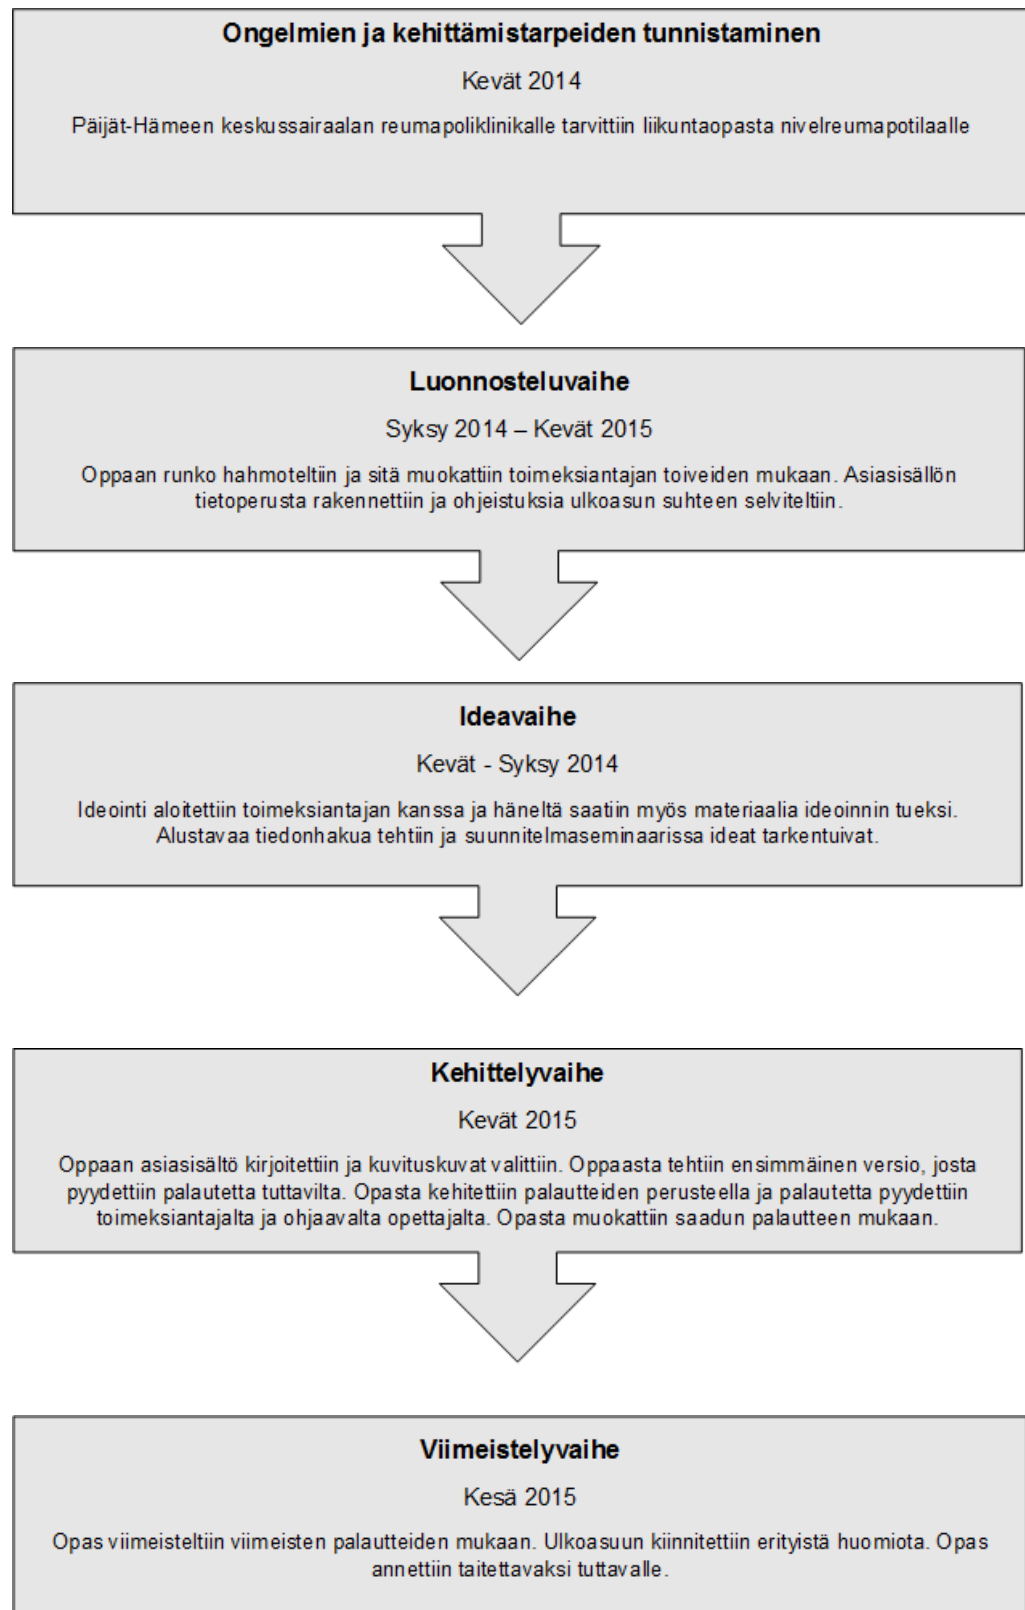 Ongelmien ja kehittämistarpeiden tunnistaminen
Kevät 2014
Päijät-Hämeen keskussairaalan reumapoliklinikalle tarvittiin liikuntaopasta nivelreumapotilaalle
Luonnosteluvaihe
Syksy 2014 – Kevät 2015
Oppaan runko hahmoteltiin ja sitä muokattiin toimeksiantajan toiveiden mukaan. Asiasisällön
tietoperusta rakennettiin ja ohjeistuksia ulkoasun suhteen selviteltiin.
Ideavaihe
Kevät - Syksy 2014
Ideointi aloitettiin toimeksiantajan kanssa ja häneltä saatiin myös materiaalia ideoinnin tueksi.
Alustavaa tiedonhakua tehtiin ja suunnitelmaseminaarissa ideat tarkentuivat.
Kehittelyvaihe
Kevät 2015
Oppaan asiasisältö kirjoitettiin ja kuvituskuvat valittiin. Oppaasta tehtiin ensimmäinen versio, josta
pyydettiin palautetta tuttavilta. Opasta kehitettiin palautteiden perusteella ja palautetta pyydettiin
toimeksiantajalta ja ohjaavalta opettajalta. Opasta muokattiin saadun palautteen mukaan.
Viimeistelyvaihe
Kesä 2015
Opas viimeisteltiin viimeisten palautteiden mukaan. Ulkoasuun kiinnitettiin erityistä huomiota. Opas
annettiin taitettavaksi tuttavalle.